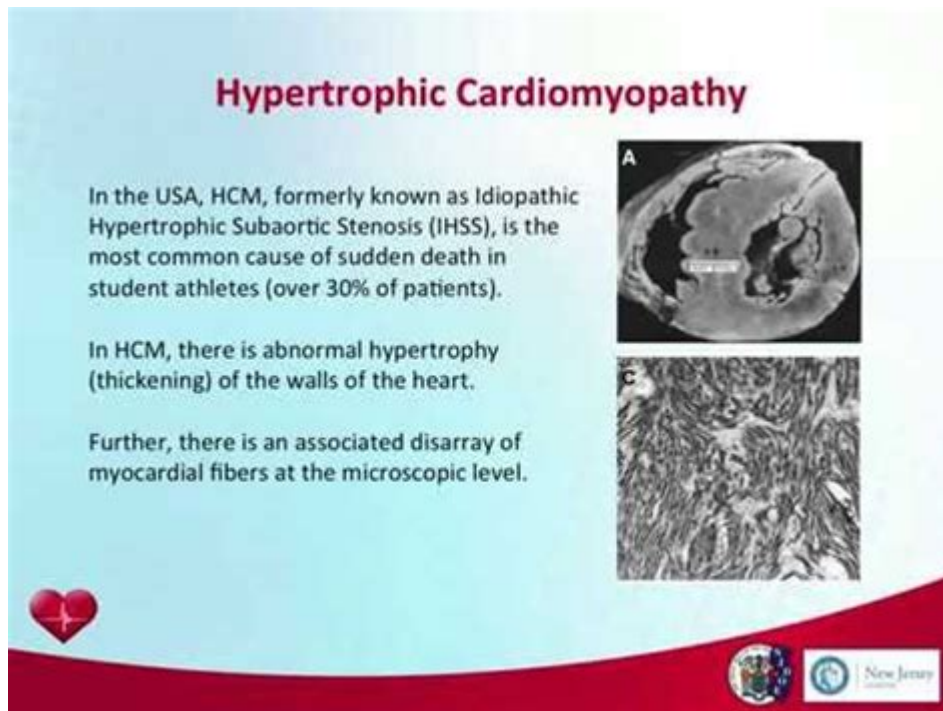 Hypertrophic Cardiomyopathy
A
In the USA, HCM, formerly known as Idiopathic
Hypertrophic Subaortic Stenosis (IHSS), is the
most common cause of sudden death in
student athletes (over 30% of patients).
In HCM, there is abnormal hypertrophy
(thickening) of the walls of the heart.
C
Further, there is an associated disarray of
myocardial fibers at the microscopic level.
New Jersey